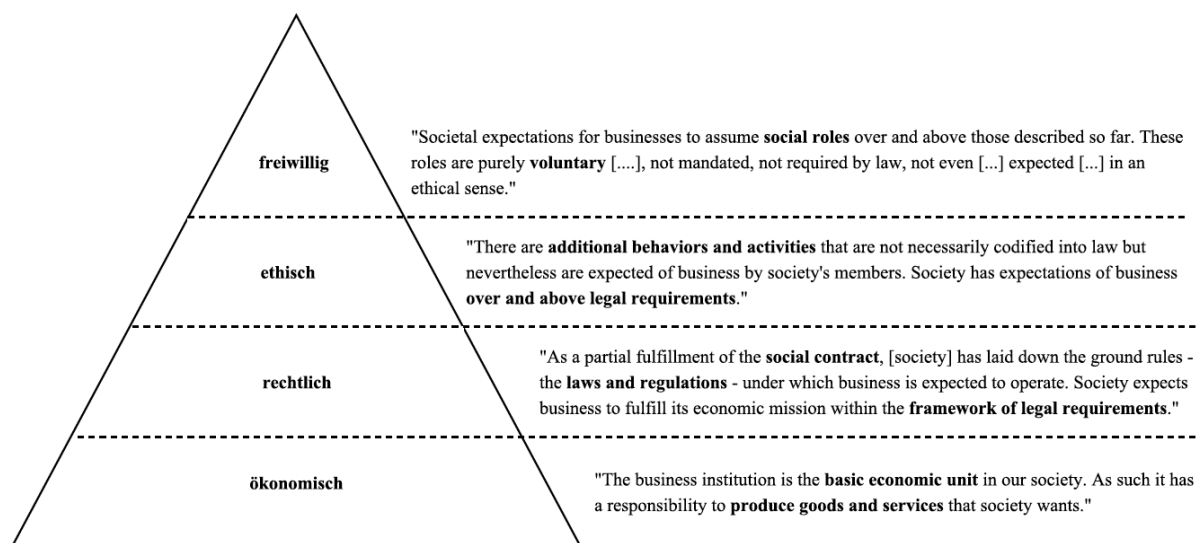 "Societal expectations for businesses to assume social roles over and above those described so far. These
freiwillig
roles are purely voluntary [....], not mandated, not required by law, not even [...] expected [...] in an
ethical sense."
"There are additional behaviors and activities that are not necessarily codified into law but
ethisch
nevertheless are expected of business by society's members. Society has expectations of business
over and above legal requirements."
"As a partial fulfillment of the social contract, [society] has laid down the ground rules -
rechtlich
the laws and regulations - under which business is expected to operate. Society expects
business to fulfill its economic mission within the framework of legal requirements."
ökonomisch
"The business institution is the basic economic unit in our society. As such it has
a responsibility to produce goods and services that society wants."